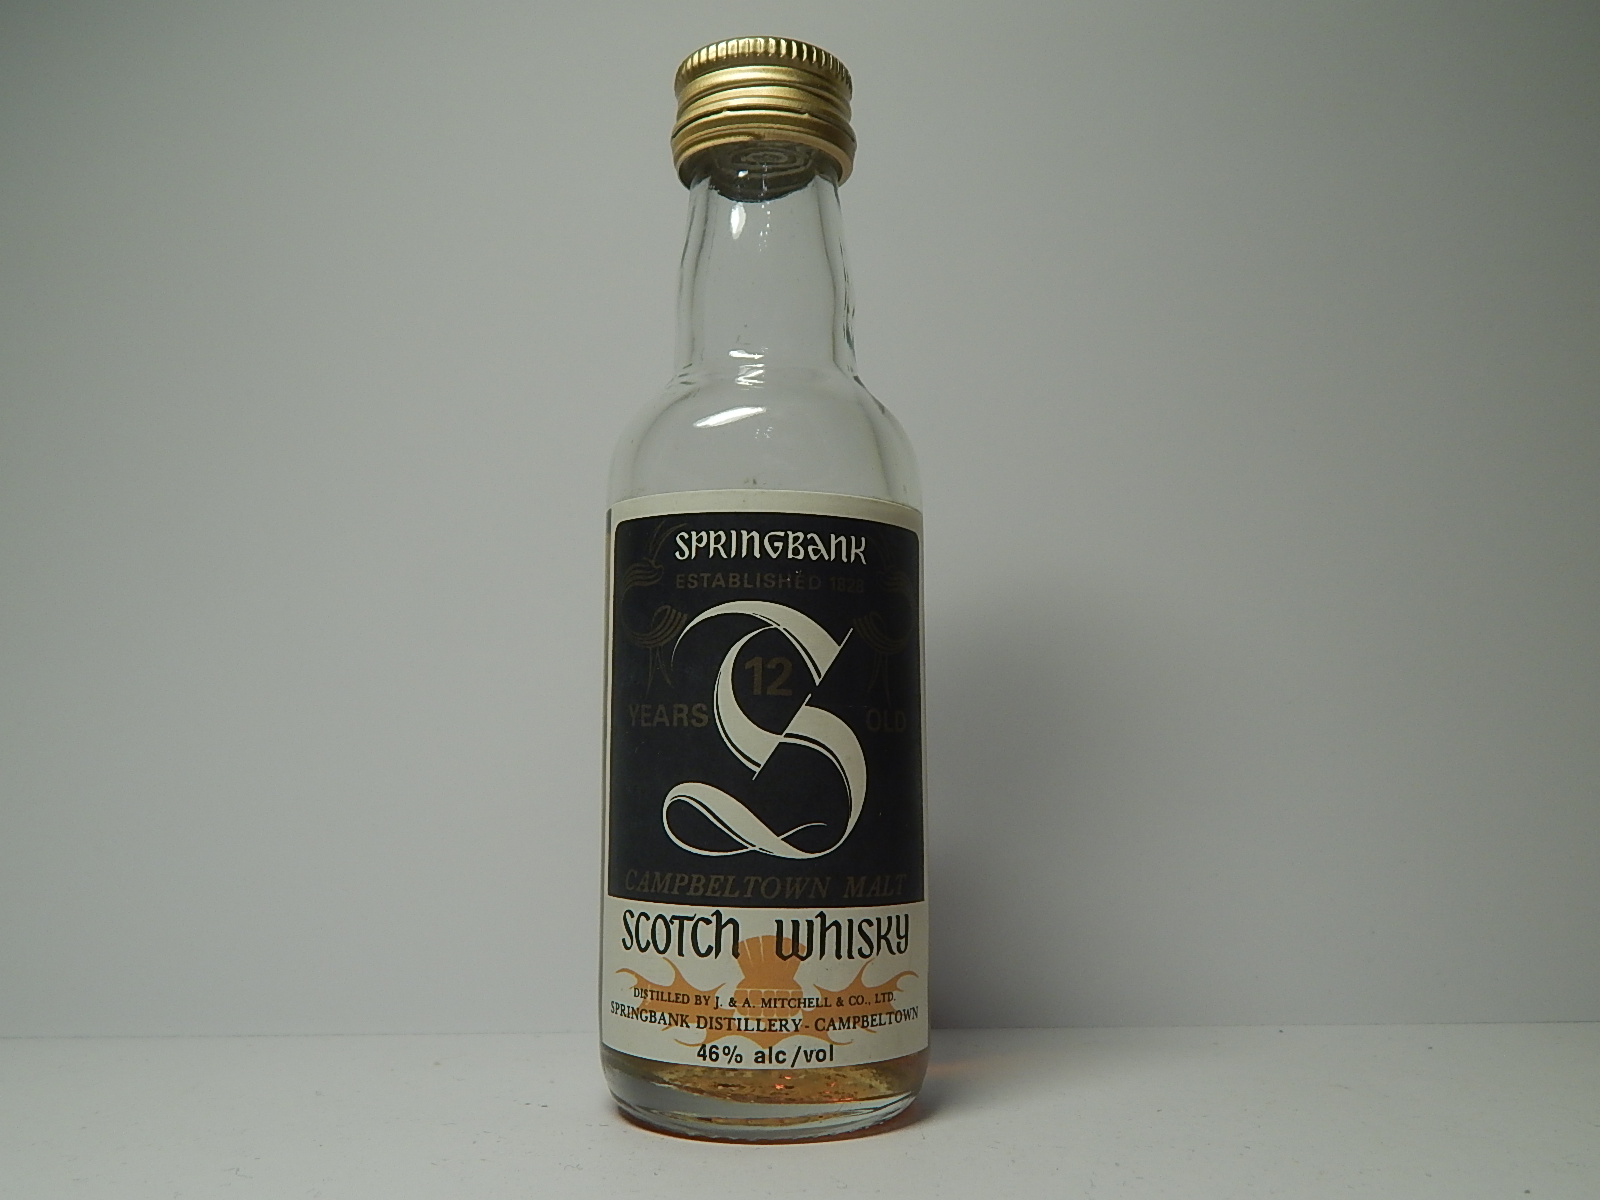 SPRINGBANK
ESTABLISHED 1828
S
12
YEARS OLD
CAMPBELTOWN MALT
SCOTCH WHISKY
DISTILLED BY J. & A. MITCHELL & CO., LTD.
SPRINGBANK DISTILLERY - CAMPBELTOWN
46% alc/vol